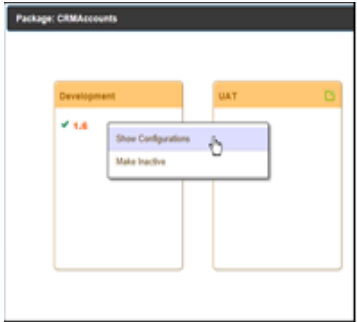 Package: CRMAccounts
Development
UAT
1.6
Show Configurations
Make Inactive